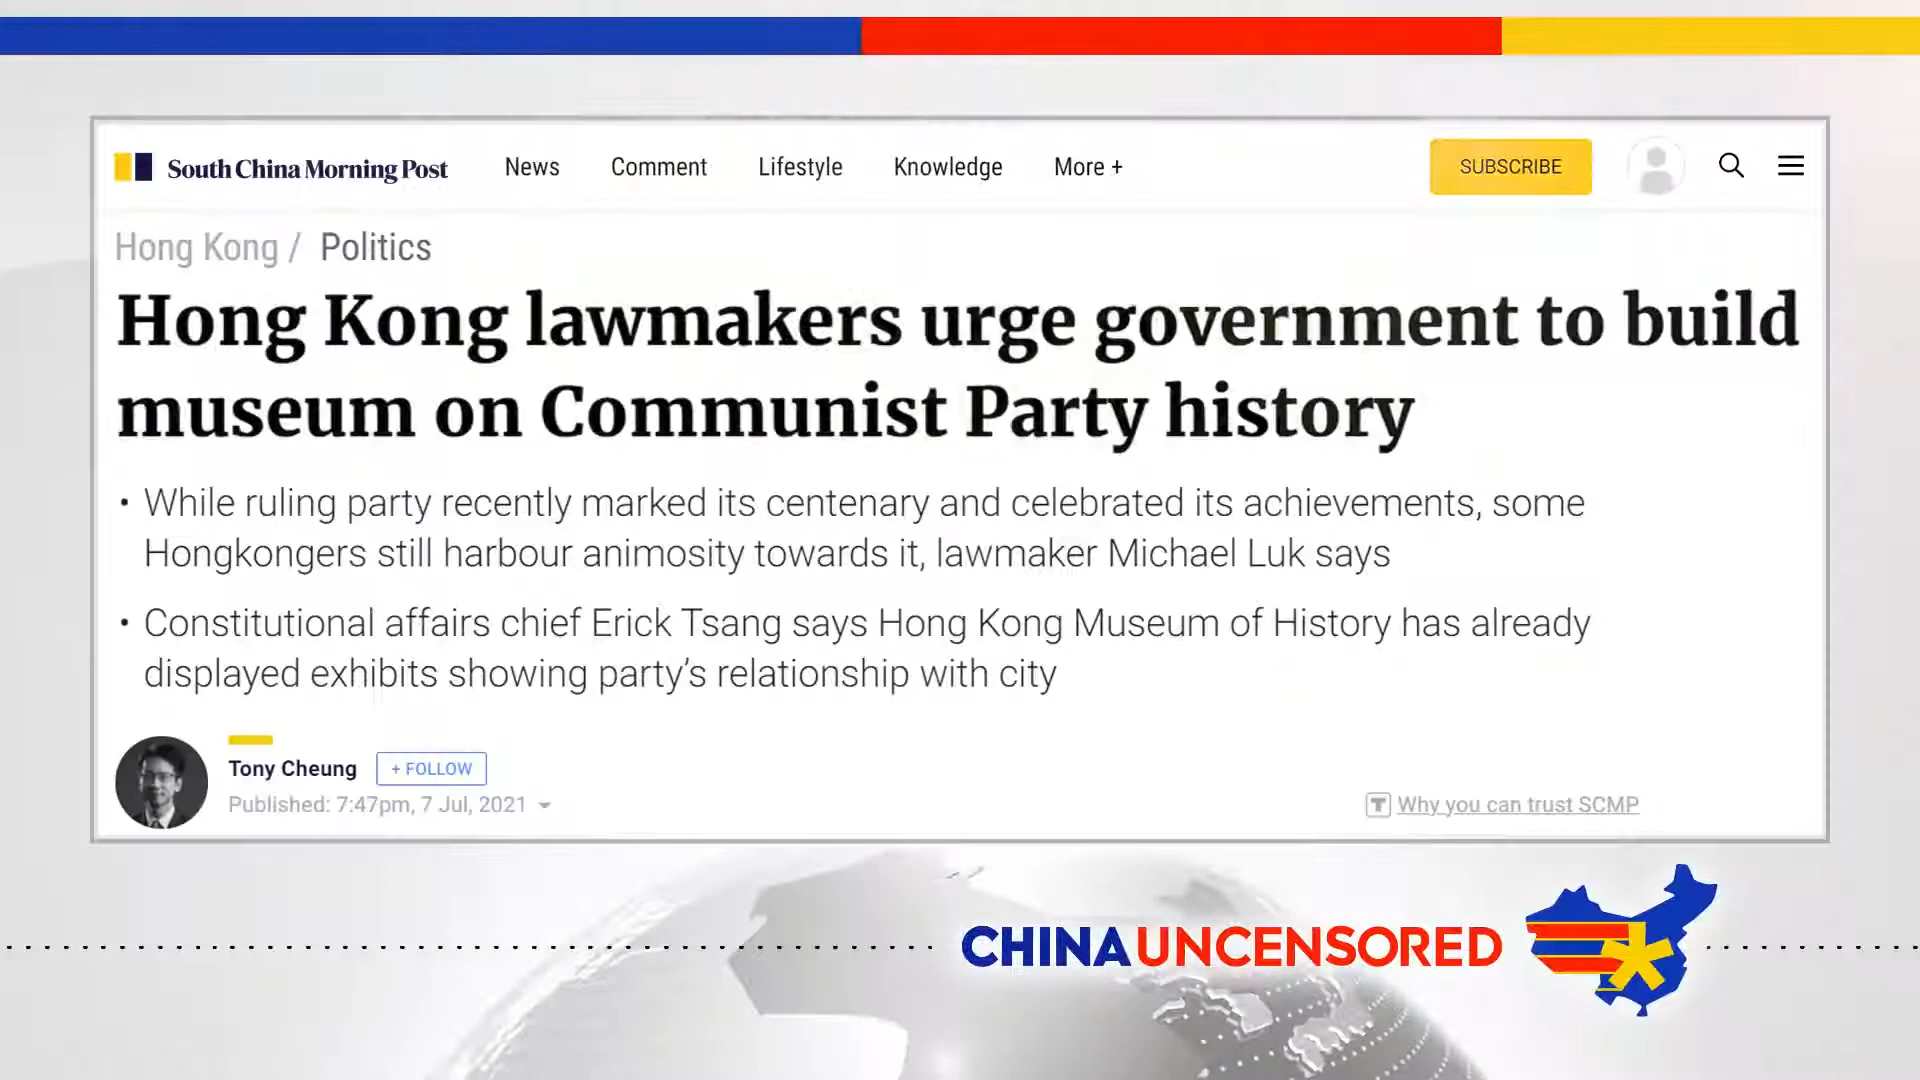 South China Morning Post News Comment Lifestyle Knowledge More + SUBSCRIBE
Hong Kong / Politics
Hong Kong lawmakers urge government to build
museum on Communist Party history
• While ruling party recently marked its centenary and celebrated its achievements, some
Hongkongers still harbour animosity towards it, lawmaker Michael Luk says
• Constitutional affairs chief Erick Tsang says Hong Kong Museum of History has already
displayed exhibits showing party’s relationship with city
Tony Cheung + FOLLOW
Published: 7:47pm, 7 Jul, 2021
T Why you can trust SCMP
CHINA UNCENSORED